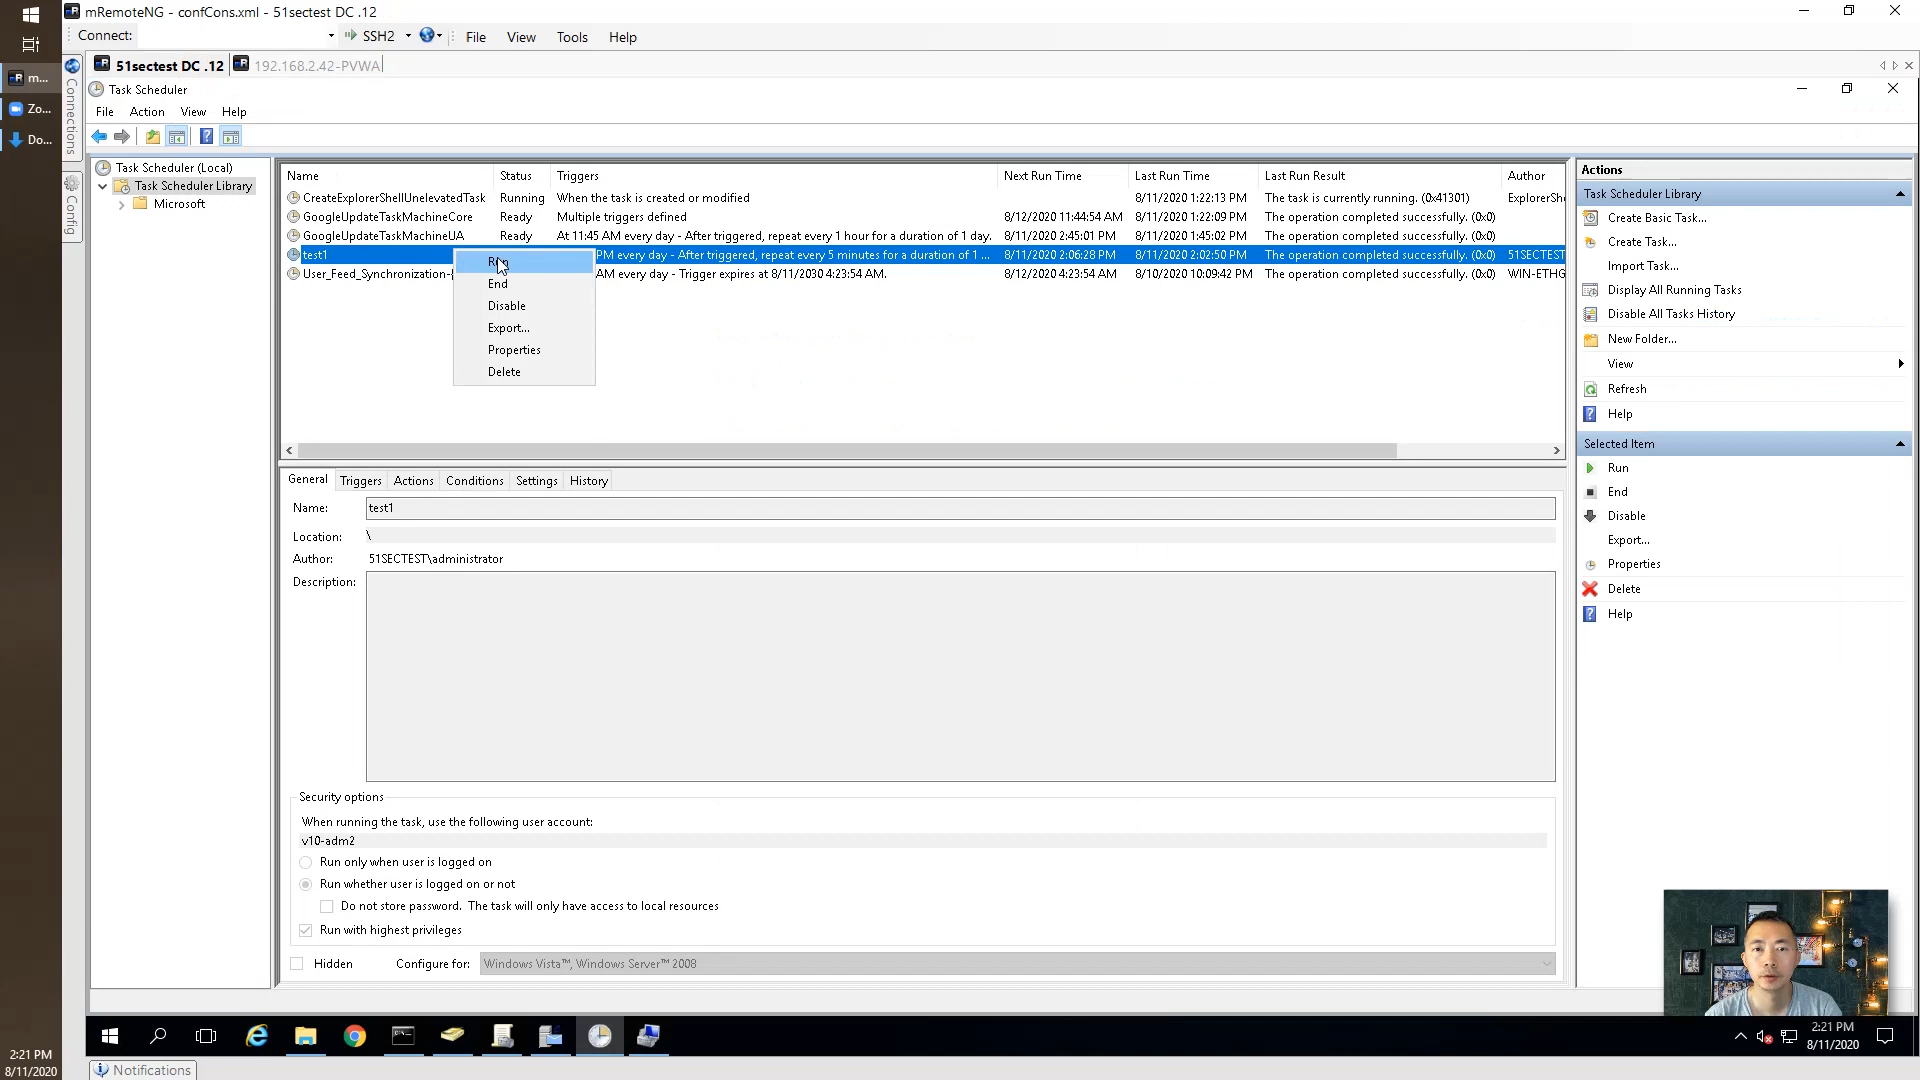 mRemoteNG - confCons.xml - 51sectest DC .12
Connect: SSH2 File View Tools Help
m...
Zo...
Do...
Connections
Config
51sectest DC .12 192.168.2.42-PVWA
Task Scheduler
File Action View Help
Task Scheduler (Local)
Task Scheduler Library
Microsoft
Name Status Triggers Next Run Time Last Run Time Last Run Result Author
CreateExplorerShellUnelevatedTask Running When the task is created or modified 8/11/2020 1:22:13 PM The task is currently running. (0x41301) ExplorerShe
GoogleUpdateTaskMachineCore Ready Multiple triggers defined 8/12/2020 11:44:54 AM 8/11/2020 1:22:09 PM The operation completed successfully. (0x0)
GoogleUpdateTaskMachineUA Ready At 11:45 AM every day - After triggered, repeat every 1 hour for a duration of 1 day. 8/11/2020 2:45:01 PM 8/11/2020 1:45:02 PM The operation completed successfully. (0x0)
test1 PM every day - After triggered, repeat every 5 minutes for a duration of 1 ... 8/11/2020 2:06:28 PM 8/11/2020 2:02:50 PM The operation completed successfully. (0x0) 51SECTEST
User_Feed_Synchronization-{ AM every day - Trigger expires at 8/11/2030 4:23:54 AM. 8/12/2020 4:23:54 AM 8/10/2020 10:09:42 PM The operation completed successfully. (0x0) WIN-ETHG
Run
End
Disable
Export...
Properties
Delete
General Triggers Actions Conditions Settings History
Name: test1
Location: \
Author: 51SECTEST\administrator
Description:
Security options
When running the task, use the following user account:
v10-adm2
Run only when user is logged on
Run whether user is logged on or not
Do not store password. The task will only have access to local resources
Run with highest privileges
Hidden Configure for: Windows Vista™, Windows Server™ 2008
Actions
Task Scheduler Library
Create Basic Task...
Create Task...
Import Task...
Display All Running Tasks
Disable All Tasks History
New Folder...
View
Refresh
Help
Selected Item
Run
End
Disable
Export...
Properties
Delete
Help
2:21 PM
8/11/2020
2:21 PM
8/11/2020
Notifications